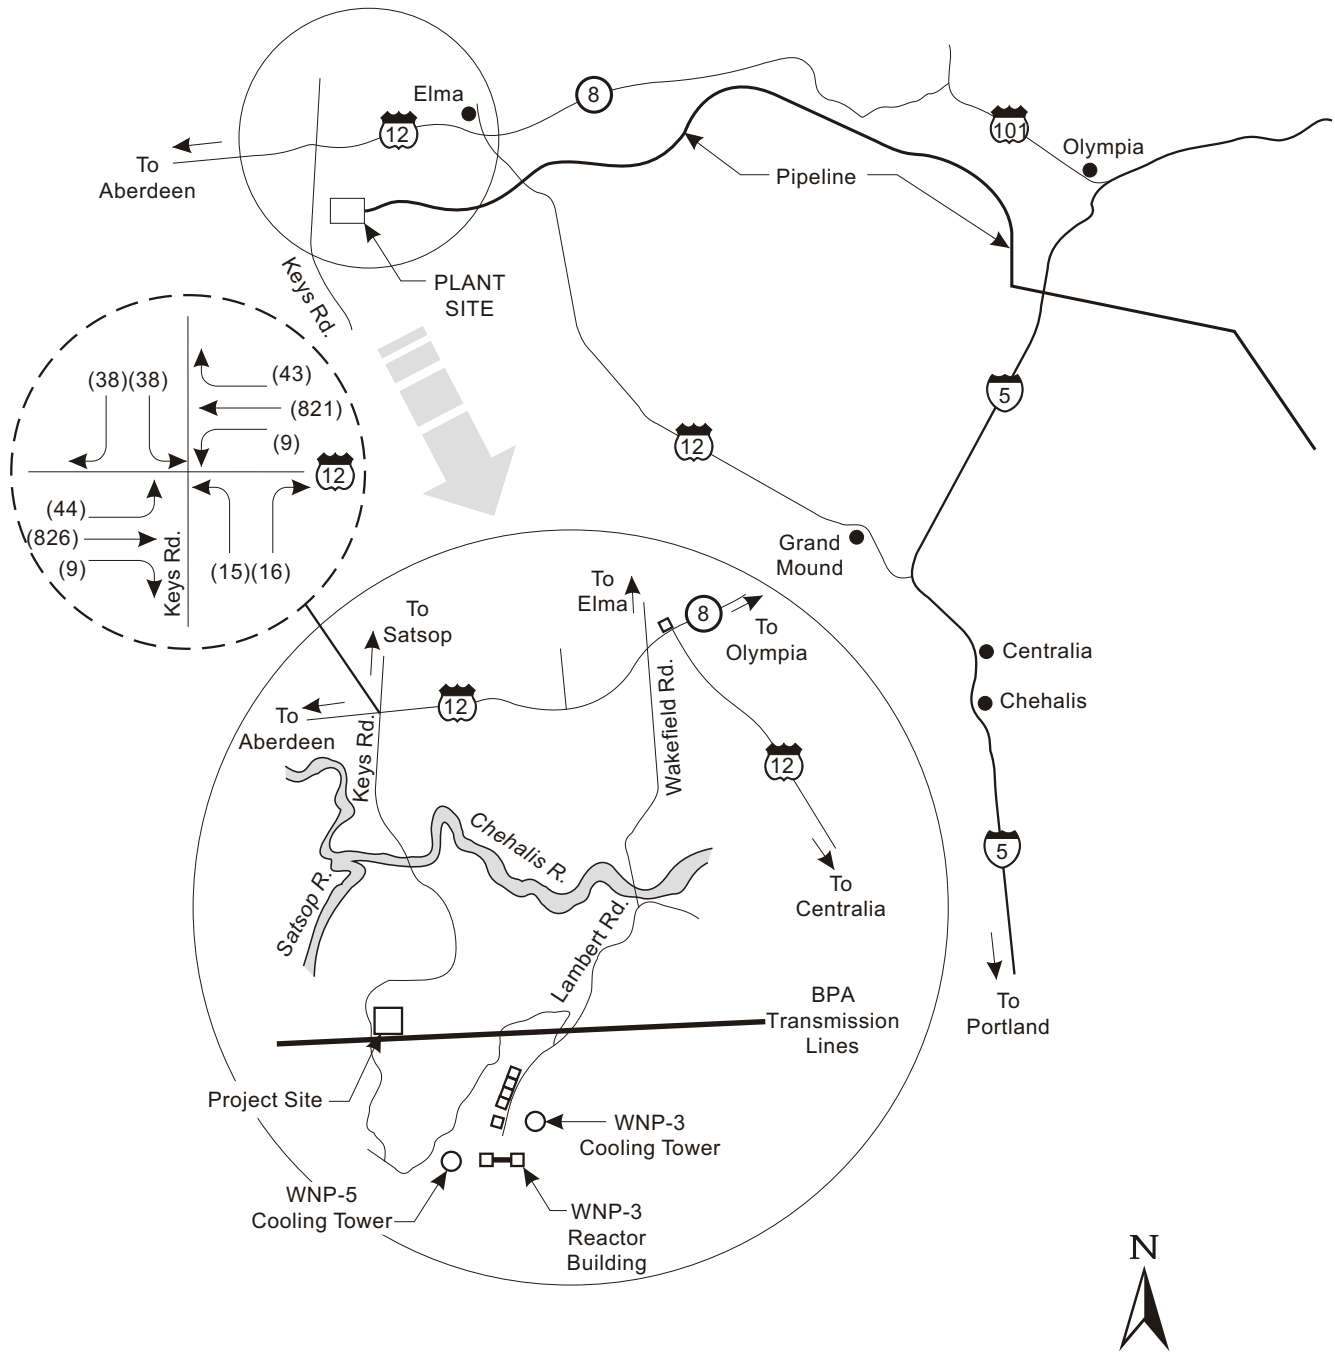 Elma
8
12
101
To
Aberdeen
Olympia
Pipeline
Keys Rd.
PLANT
SITE
(38)(38)
(43)
(821)
(9)
12
(44)
(826)
(9)
Keys Rd.
(15)(16)
5
12
Grand
Mound
Centralia
Chehalis
5
To
Portland
To
Elma
8
To
Olympia
To
Satsop
12
To
Aberdeen
Keys Rd.
Wakefield Rd.
12
To
Centralia
Chehalis R.
Satsop R.
Lambert Rd.
BPA
Transmission
Lines
Project Site
WNP-3
Cooling Tower
WNP-5
Cooling Tower
WNP-3
Reactor
Building
N